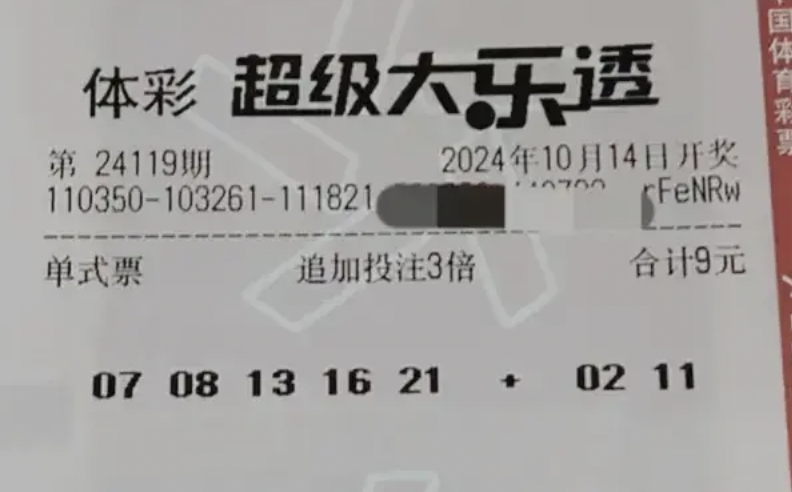 体彩 超级大乐透
第 24119期 2024年10月14日开奖
110350-103261-111821 rFeNRw
单式票 追加投注3倍 合计9元
07 08 13 16 21 + 02 11
国体育彩票